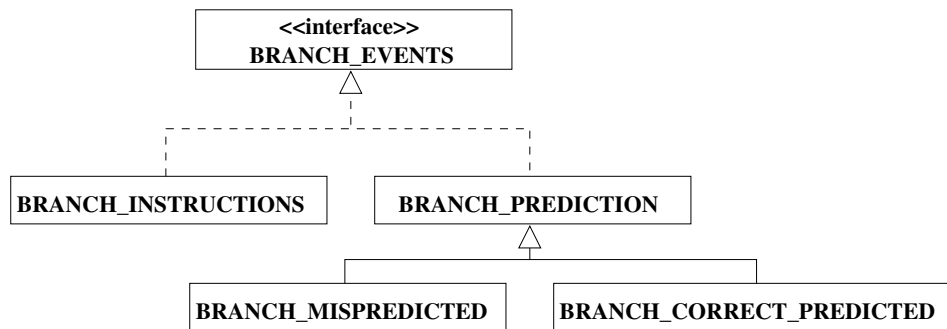 <<interface>>
BRANCH_EVENTS
BRANCH_INSTRUCTIONS
BRANCH_PREDICTION
BRANCH_MISPREDICTED
BRANCH_CORRECT_PREDICTED